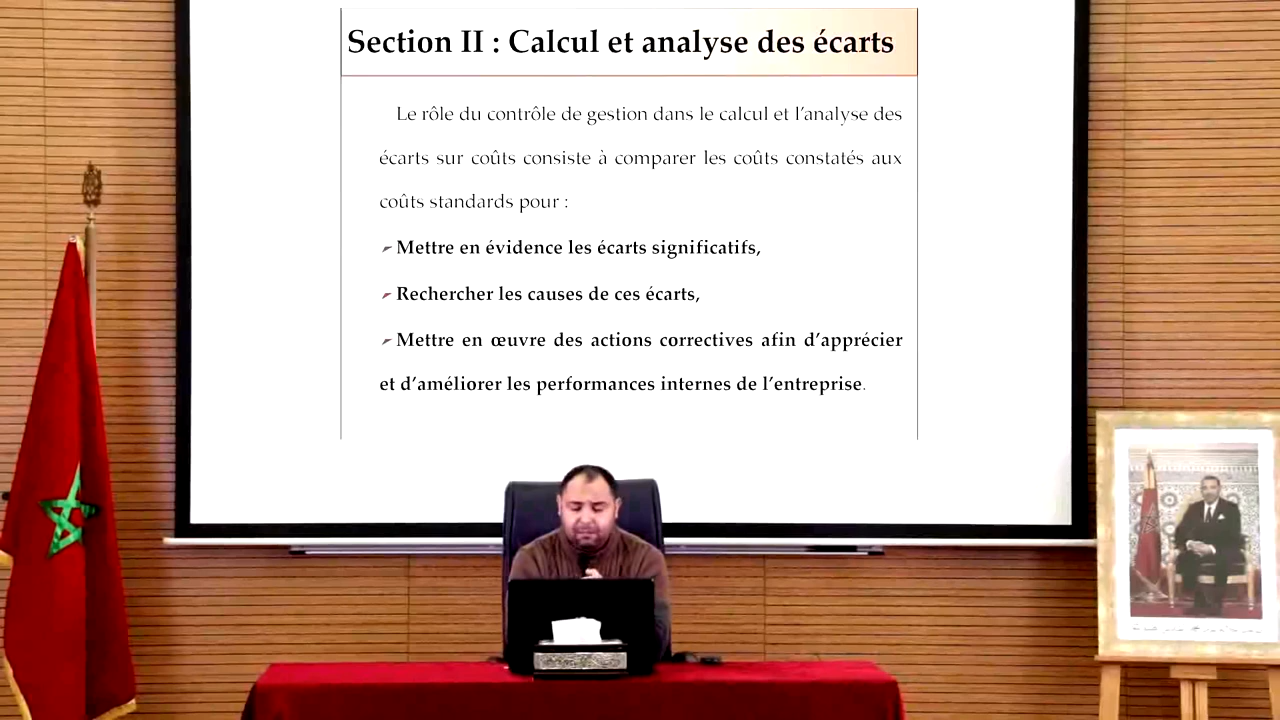 Section II : Calcul et analyse des écarts
Le rôle du contrôle de gestion dans le calcul et l’analyse des
écarts sur coûts consiste à comparer les coûts constatés aux
coûts standards pour :
Mettre en évidence les écarts significatifs,
Rechercher les causes de ces écarts,
Mettre en œuvre des actions correctives afin d’apprécier
et d’améliorer les performances internes de l’entreprise.